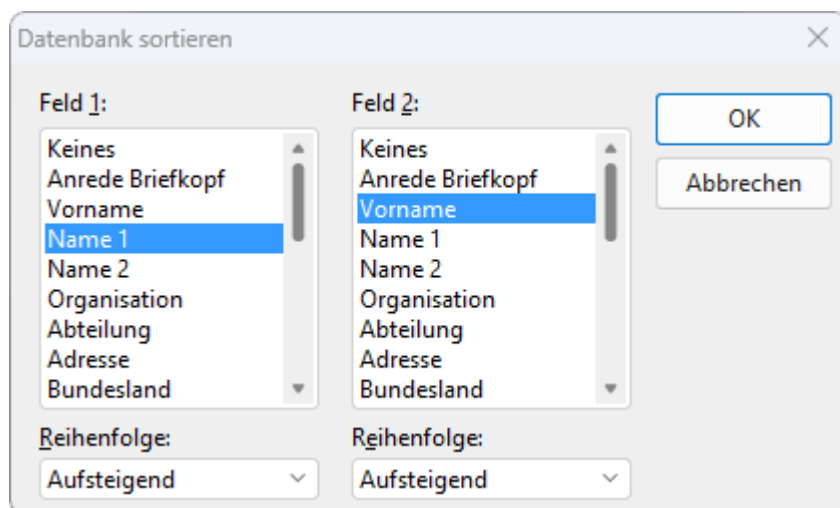 Datenbank sortieren
Feld 1:
Keines
Anrede Briefkopf
Vorname
Name 1
Name 2
Organisation
Abteilung
Adresse
Bundesland
Reihenfolge:
Aufsteigend
Feld 2:
Keines
Anrede Briefkopf
Vorname
Name 1
Name 2
Organisation
Abteilung
Adresse
Bundesland
Reihenfolge:
Aufsteigend
OK
Abbrechen